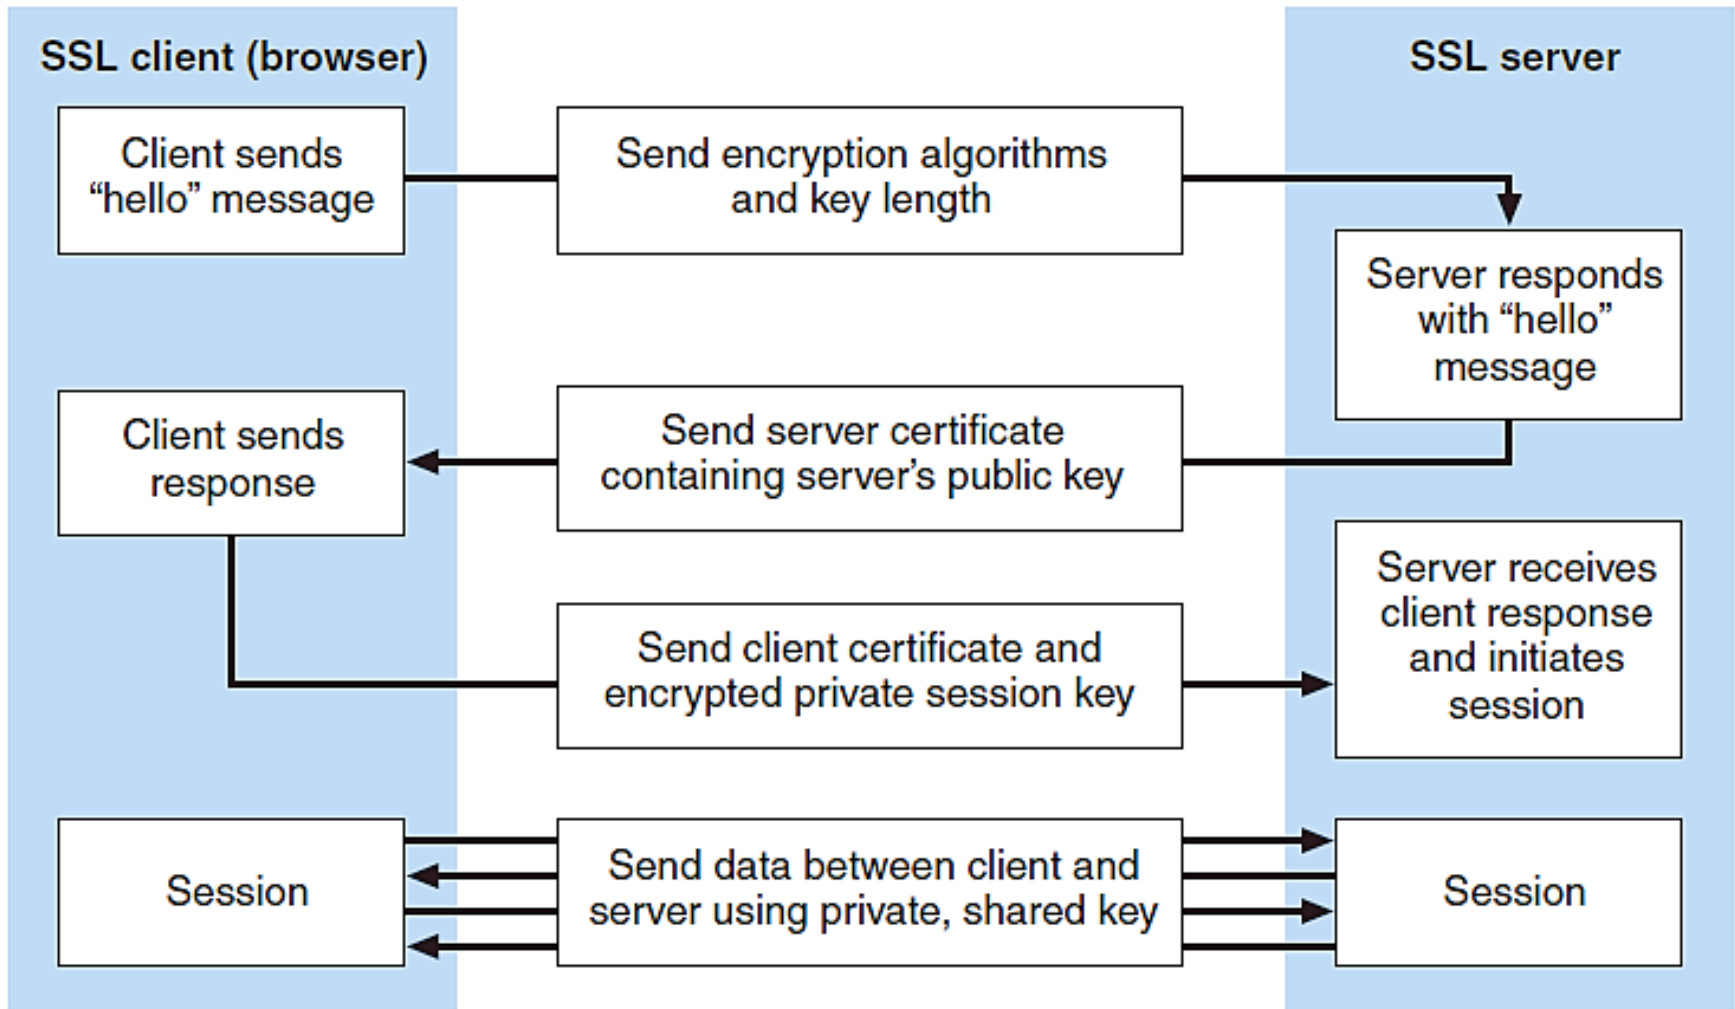 SSL client (browser)
SSL server
Client sends
“hello” message
Send encryption algorithms
and key length
Server responds
with “hello”
message
Send server certificate
containing server’s public key
Client sends
response
Send client certificate and
encrypted private session key
Server receives
client response
and initiates
session
Session
Send data between client and
server using private, shared key
Session